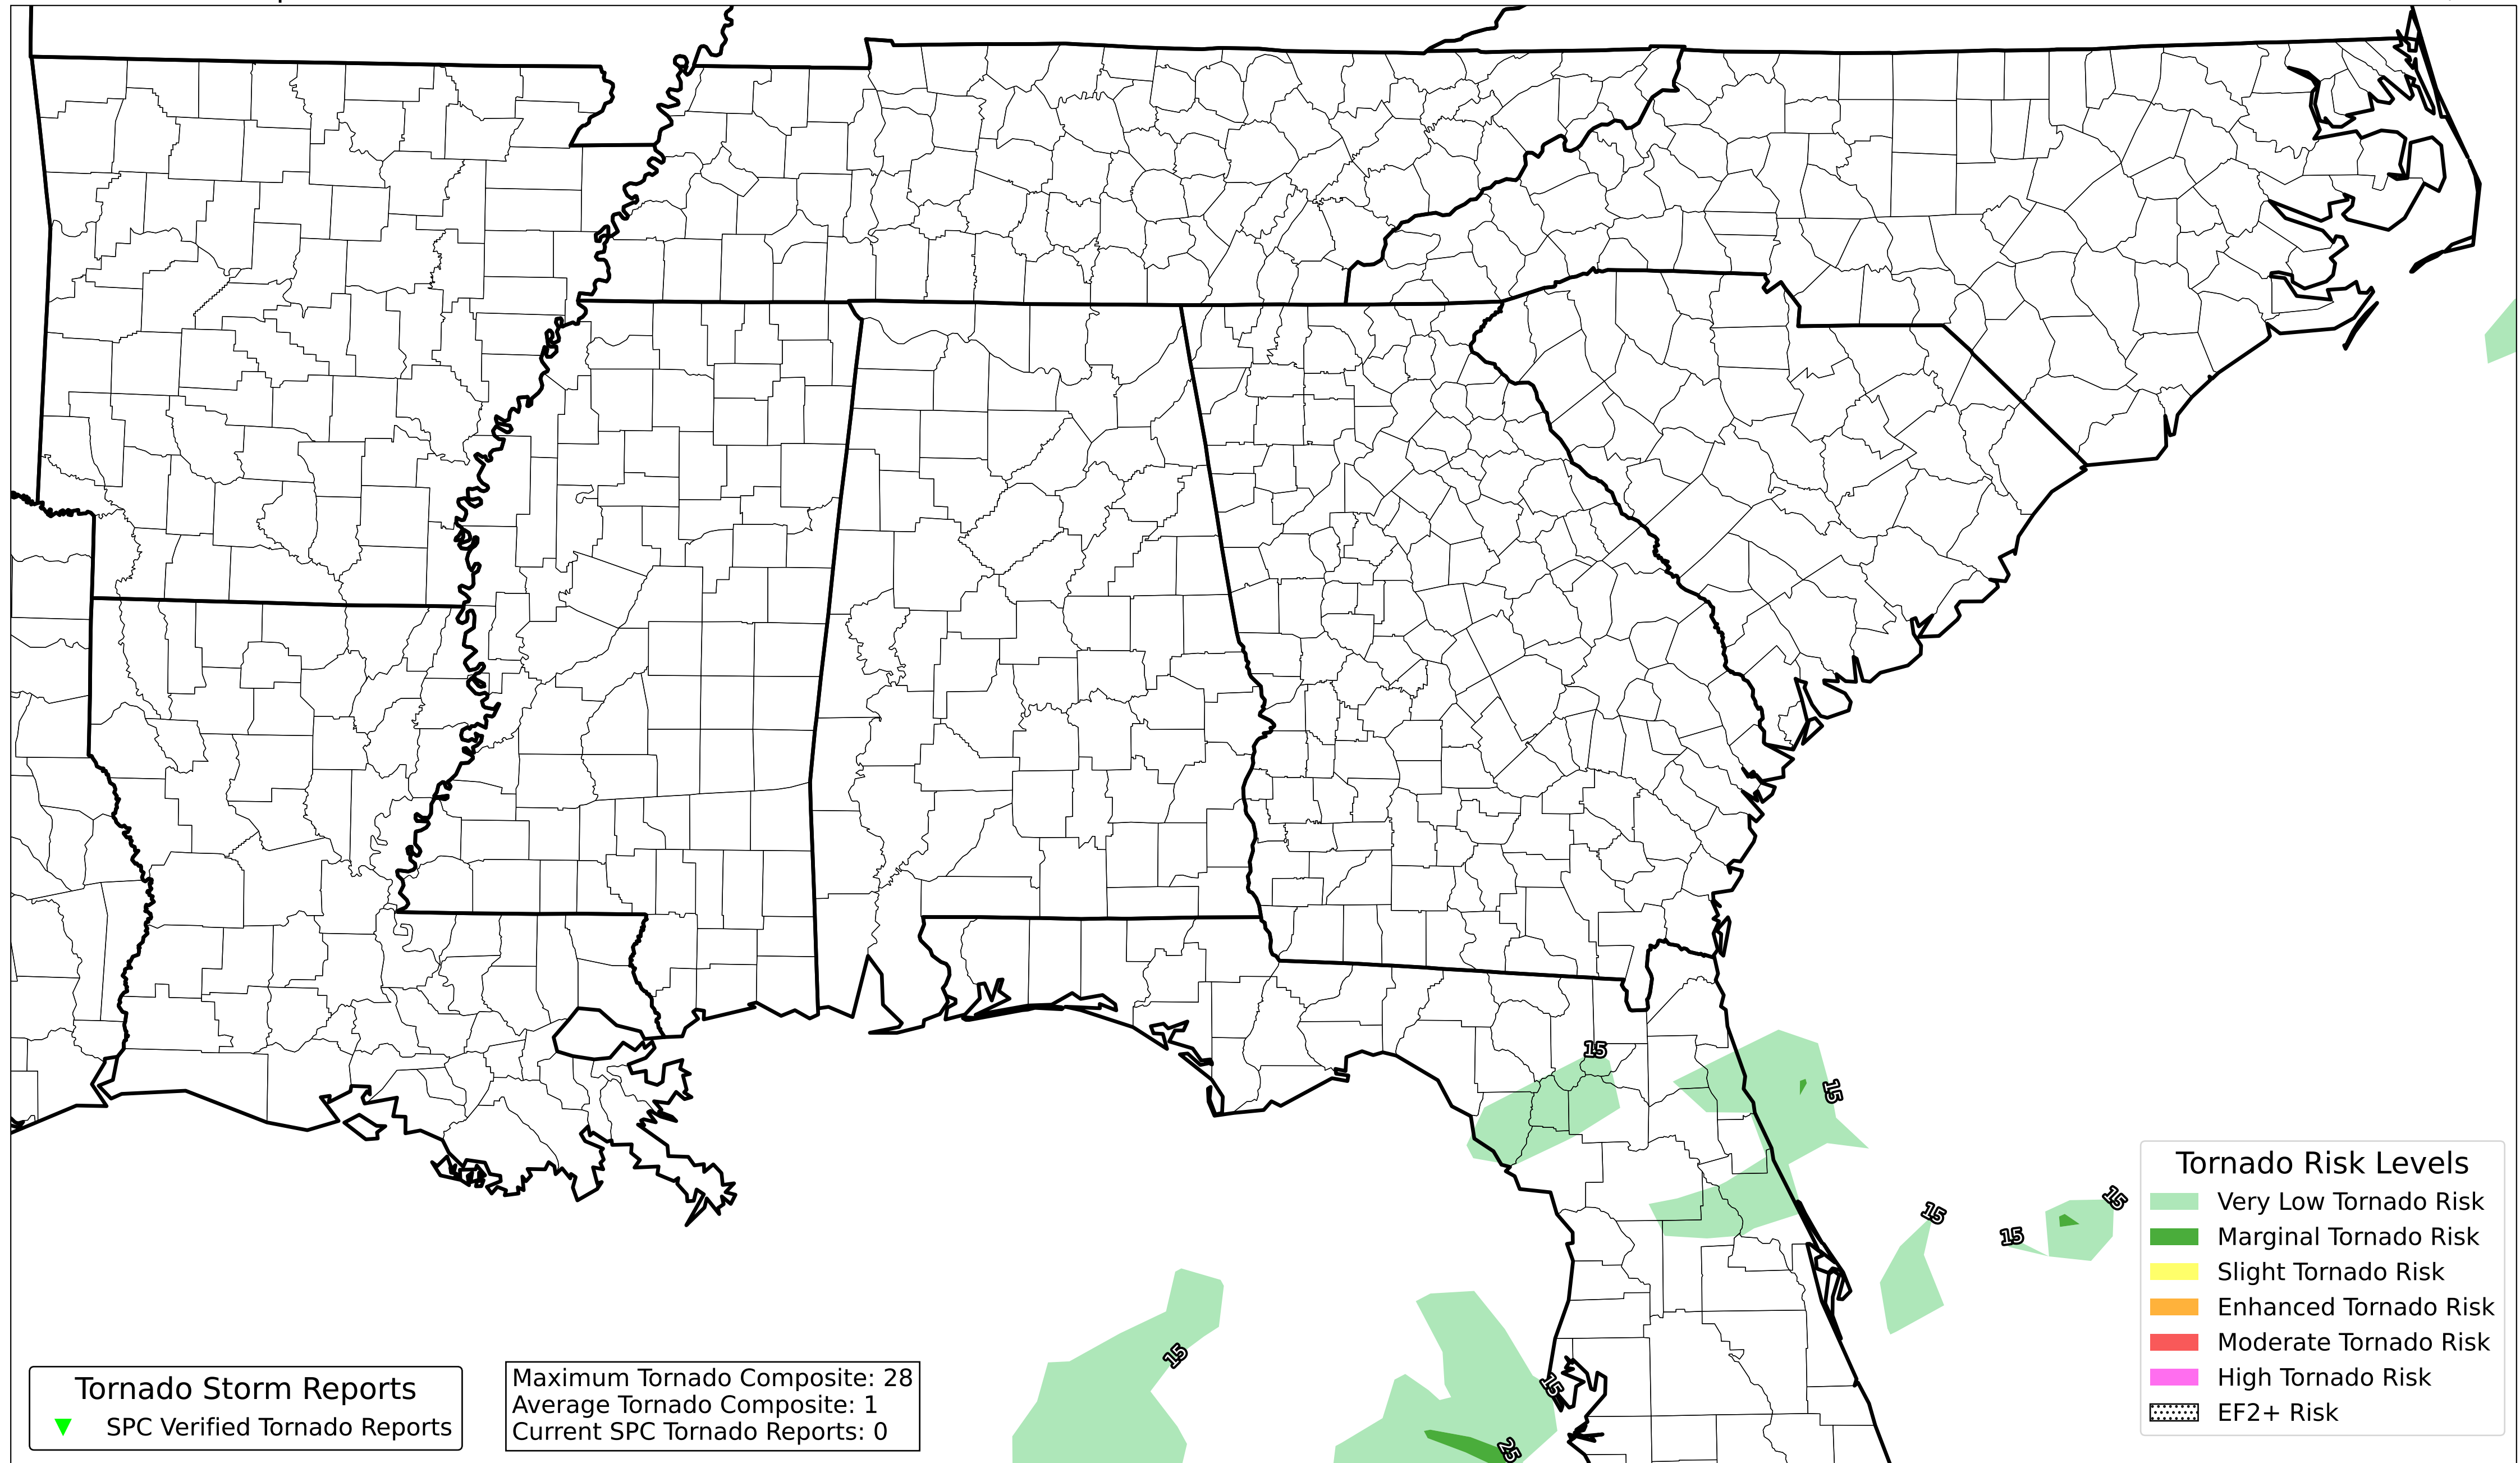 15
15
15
15
15
Tornado Risk Levels
Very Low Tornado Risk
Marginal Tornado Risk
Slight Tornado Risk
Enhanced Tornado Risk
Moderate Tornado Risk
High Tornado Risk
EF2+ Risk
15
15
25
Tornado Storm Reports
SPC Verified Tornado Reports
Maximum Tornado Composite: 28
Average Tornado Composite: 1
Current SPC Tornado Reports: 0